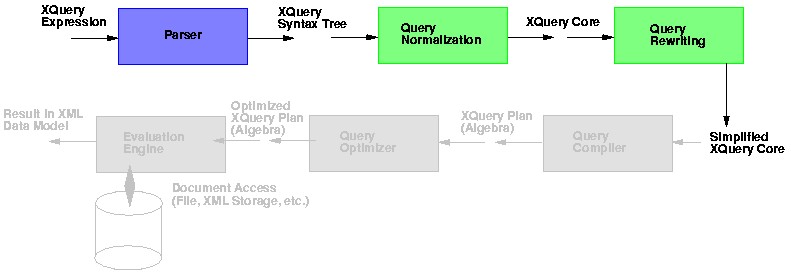 XQuery
Expression
Parser
XQuery
Syntax Tree
Query
Normalization
XQuery Core
Query
Rewriting
Result in XML
Data Model
Evaluation
Engine
Optimized
XQuery Plan
(Algebra)
Query
Optimizer
XQuery Plan
(Algebra)
Query
Compiler
Simplified
XQuery Core
Document Access
(File, XML Storage, etc.)